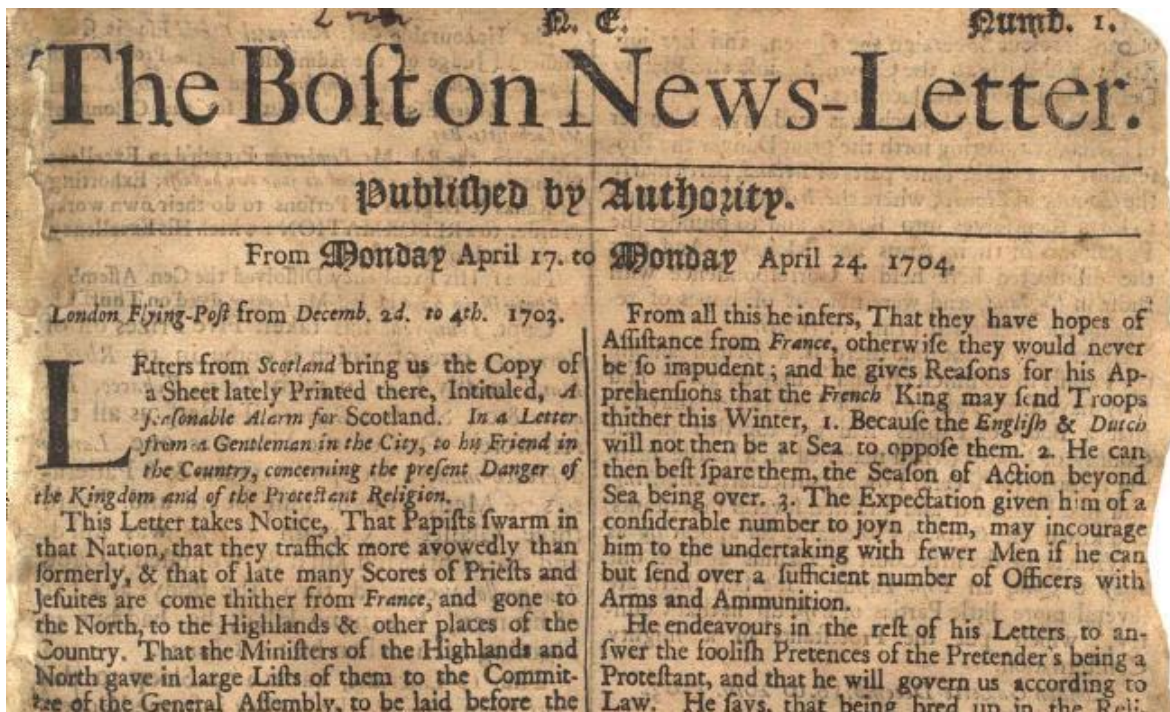 N. E.
Numb. 1.
The Boſton News-Letter.
Publiſhed by Authority.
From Monday April 17. to Monday April 24. 1704.
London Flying-Poſt from Decemb. 2d. to 4th. 1703.
LEtters from Scotland bring us the Copy of
a Sheet lately Printed there, Intituled, A
ſeaſonable Alarm for Scotland. In a Letter
from a Gentleman in the City, to his Friend in
the Country, concerning the preſent Danger of
the Kingdom and of the Proteſtant Religion.
This Letter takes Notice, That Papiſts ſwarm in
that Nation, that they traffick more avowedly than
formerly, & that of late many Scores of Prieſts and
Jeſuites are come thither from France, and gone to
the North, to the Highlands & other places of the
Country. That the Miniſters of the Highlands and
North gave in large Liſts of them to the Commit-
tee of the General Aſſembly, to be laid before the
From all this he infers, That they have hopes of
Aſſiſtance from France, otherwiſe they would never
be ſo impudent; and he gives Reaſons for his Ap-
prehenſions that the French King may ſend Troops
thither this Winter, 1. Becauſe the Engliſh & Dutch
will not then be at Sea to oppoſe them. 2. He can
then beſt ſpare them, the Seaſon of Action beyond
Sea being over. 3. The Expectation given him of a
conſiderable number to joyn them, may incourage
him to the undertaking with fewer Men if he can
but ſend over a ſufficient number of Officers with
Arms and Ammunition.
He endeavours in the reſt of his Letters to an-
ſwer the fooliſh Pretences of the Pretender's being a
Proteſtant, and that he will govern us according to
Law. He ſays, that being bred up in the Reli-